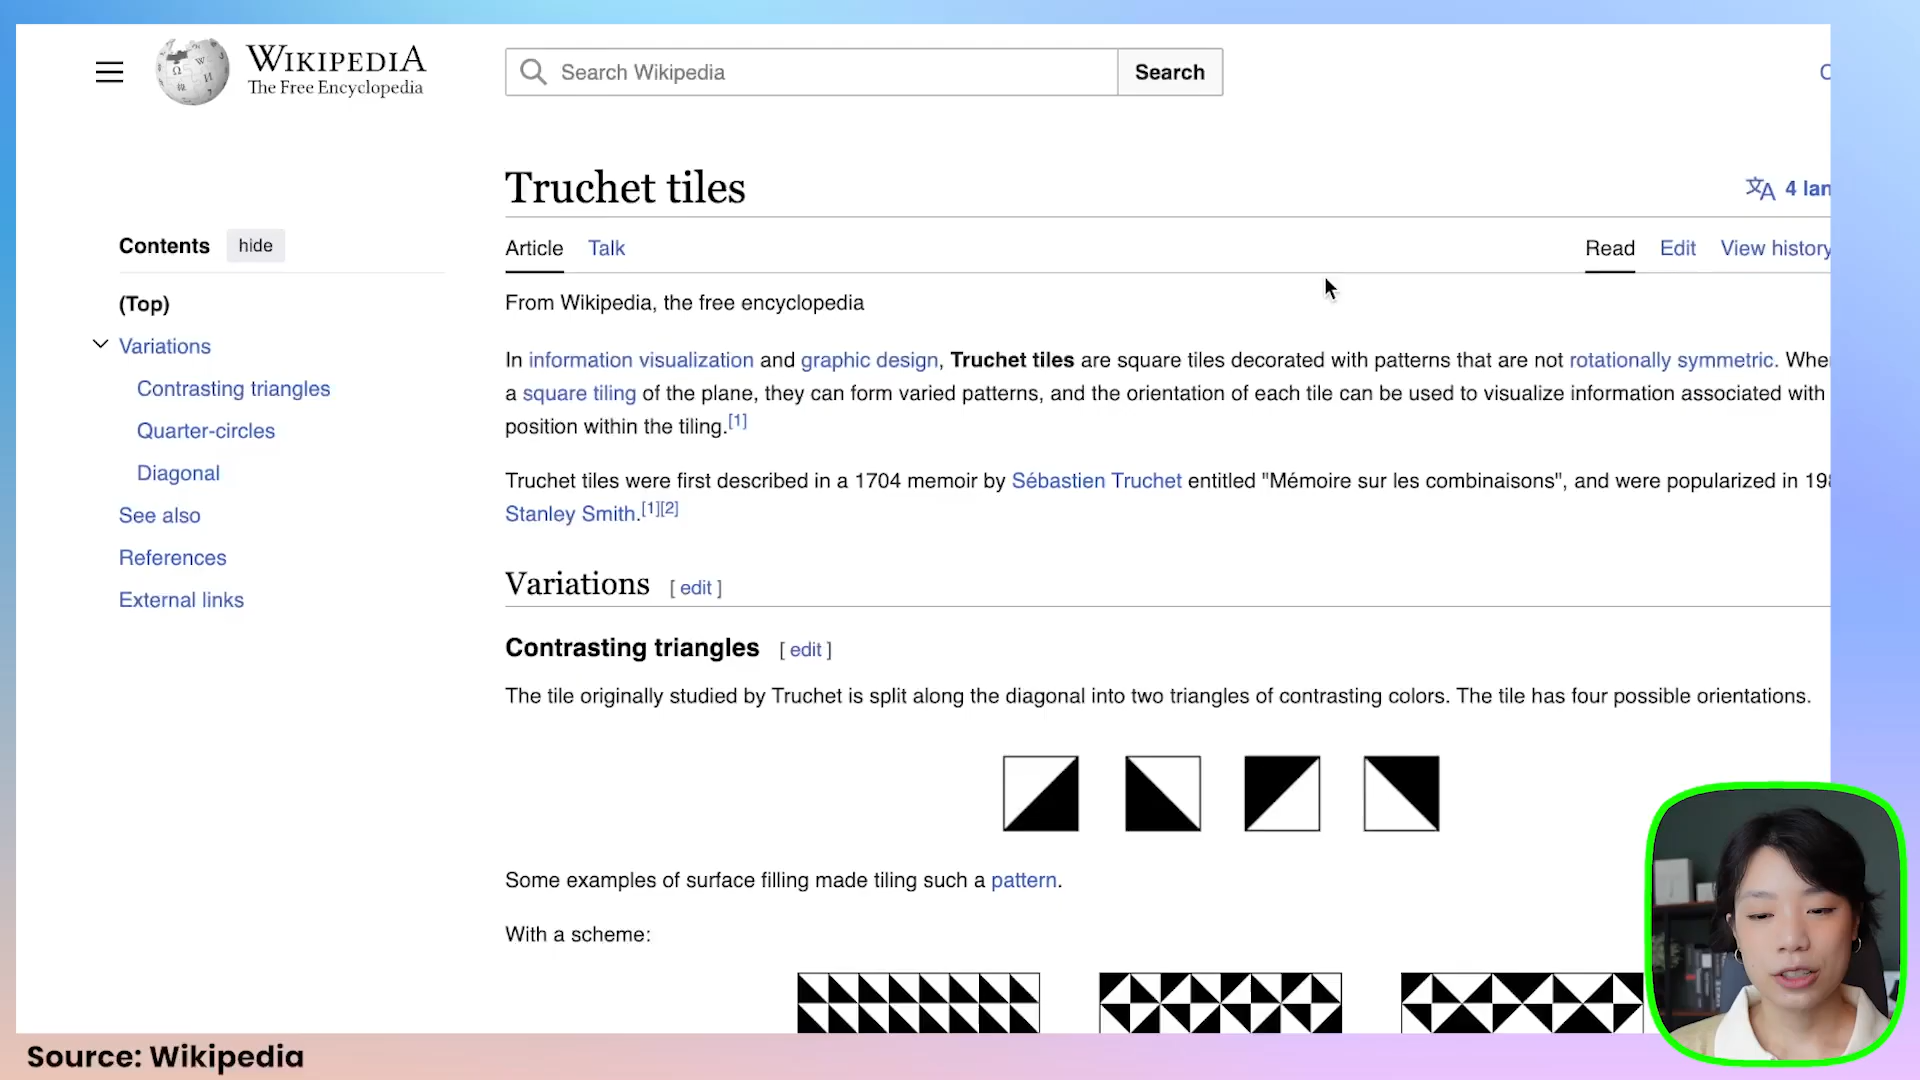 WIKIPEDIA
The Free Encyclopedia
Search Wikipedia
Search
Truchet tiles
4 lan
Contents hide
Article Talk
Read Edit View history
(Top)
From Wikipedia, the free encyclopedia
Variations
In information visualization and graphic design, Truchet tiles are square tiles decorated with patterns that are not rotationally symmetric. Whe
Contrasting triangles
a square tiling of the plane, they can form varied patterns, and the orientation of each tile can be used to visualize information associated with
Quarter-circles
position within the tiling.[1]
Diagonal
Truchet tiles were first described in a 1704 memoir by Sébastien Truchet entitled "Mémoire sur les combinaisons", and were popularized in 19
See also
Stanley Smith.[1][2]
References
Variations [ edit ]
External links
Contrasting triangles [ edit ]
The tile originally studied by Truchet is split along the diagonal into two triangles of contrasting colors. The tile has four possible orientations.
Some examples of surface filling made tiling such a pattern.
With a scheme:
Source: Wikipedia